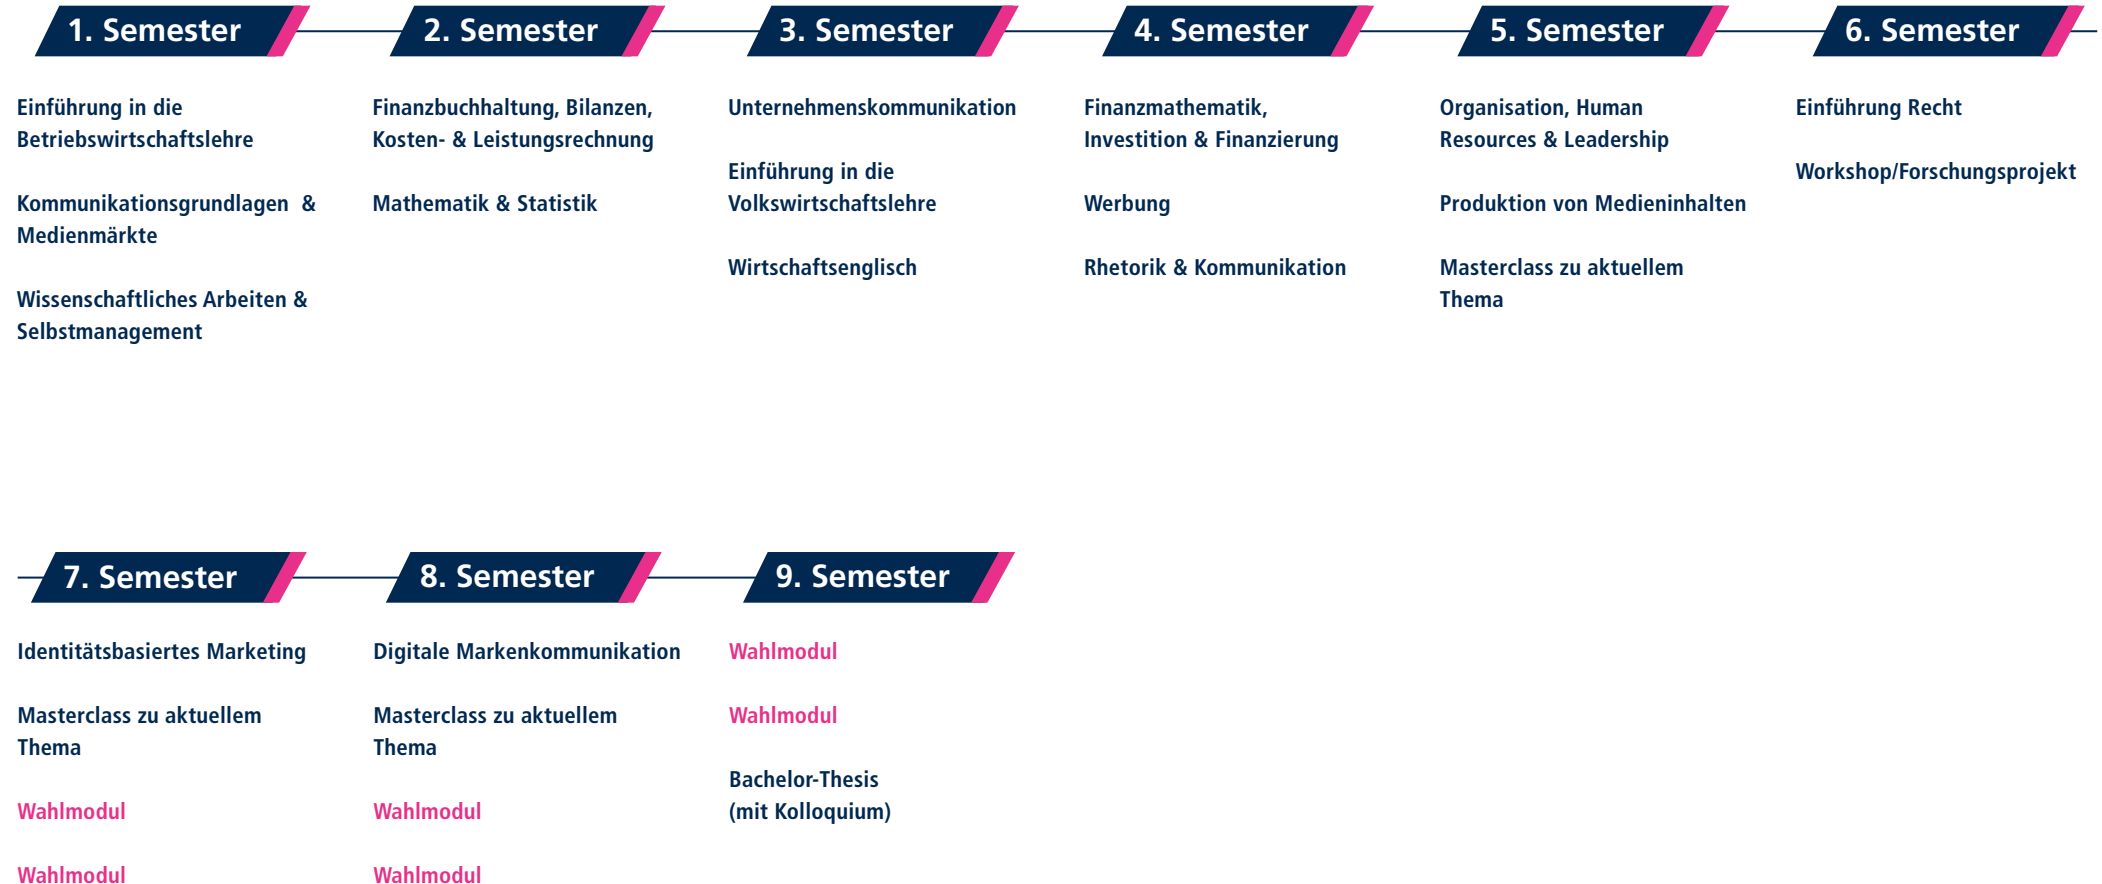 1. Semester
Einführung in die
Betriebswirtschaftslehre
Kommunikationsgrundlagen &
Medienmärkte
Wissenschaftliches Arbeiten &
Selbstmanagement
2. Semester
Finanzbuchhaltung, Bilanzen,
Kosten- & Leistungsrechnung
Mathematik & Statistik
3. Semester
Unternehmenskommunikation
Einführung in die
Volkswirtschaftslehre
Wirtschaftsenglisch
4. Semester
Finanzmathematik,
Investition & Finanzierung
Werbung
Rhetorik & Kommunikation
5. Semester
Organisation, Human
Resources & Leadership
Produktion von Medieninhalten
Masterclass zu aktuellem
Thema
6. Semester
Einführung Recht
Workshop/Forschungsprojekt
7. Semester
Identitätsbasiertes Marketing
Masterclass zu aktuellem
Thema
Wahlmodul
Wahlmodul
8. Semester
Digitale Markenkommunikation
Masterclass zu aktuellem
Thema
Wahlmodul
Wahlmodul
9. Semester
Wahlmodul
Wahlmodul
Bachelor-Thesis
(mit Kolloquium)